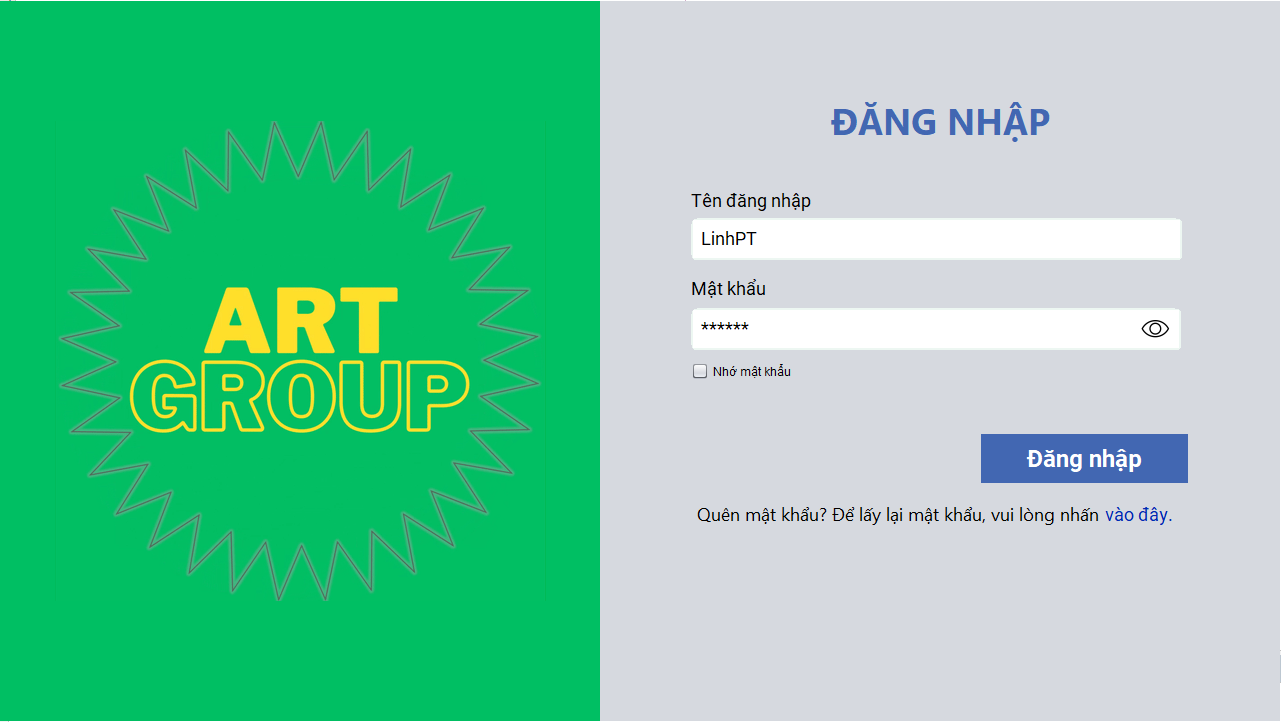 ART
GROUP
ĐĂNG NHẬP
Tên đăng nhập
LinhPT
Mật khẩu
******
Nhớ mật khẩu
Đăng nhập
Quên mật khẩu? Để lấy lại mật khẩu, vui lòng nhấn vào đây.